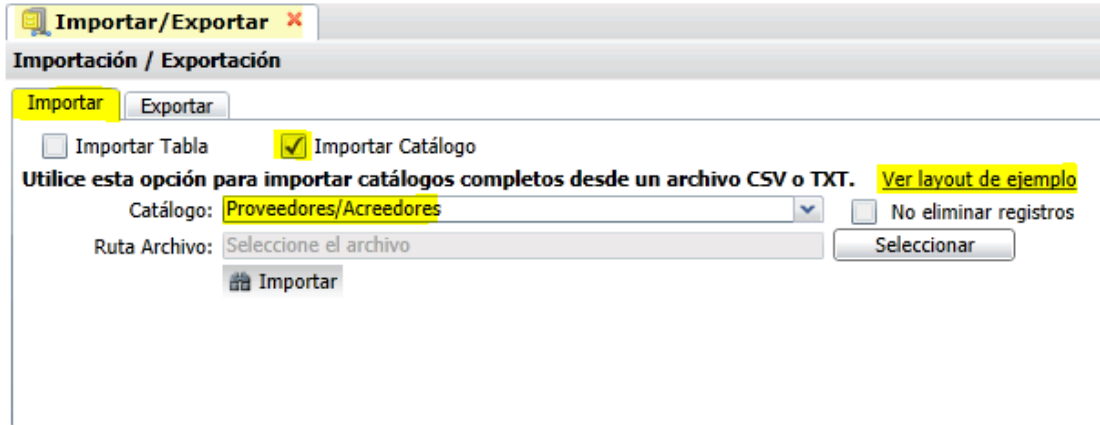 Importar/Exportar
Importación / Exportación
Importar Exportar
Importar Tabla Importar Catálogo
Utilice esta opción para importar catálogos completos desde un archivo CSV o TXT. Ver layout de ejemplo
Catálogo: Proveedores/Acreedores No eliminar registros
Ruta Archivo: Seleccione el archivo Seleccionar
Importar